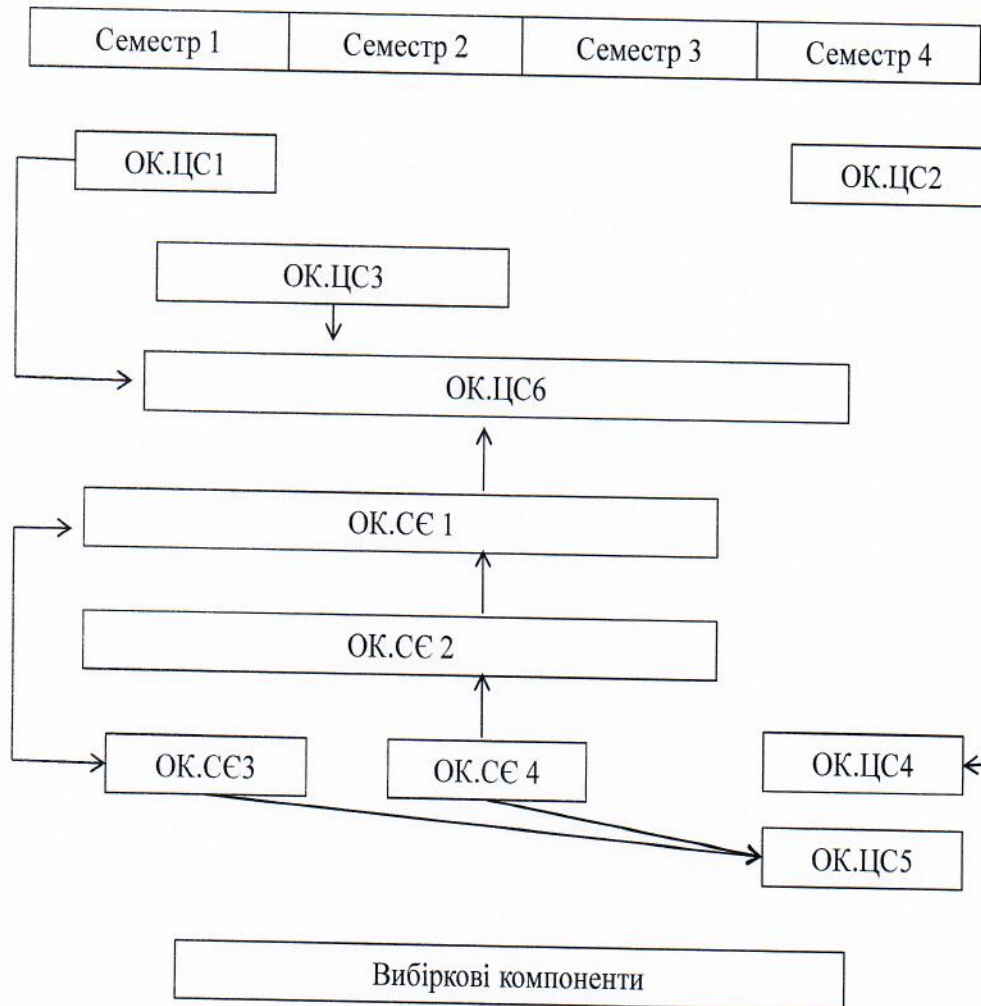 Семестр 1 Семестр 2 Семестр 3 Семестр 4
ОК.ЦС1 ОК.ЦС2
ОК.ЦС3
ОК.ЦС6
ОК.СЄ 1
ОК.СЄ 2
ОК.СЄ3 ОК.СЄ 4 ОК.ЦС4
ОК.ЦС5
Вибіркові компоненти